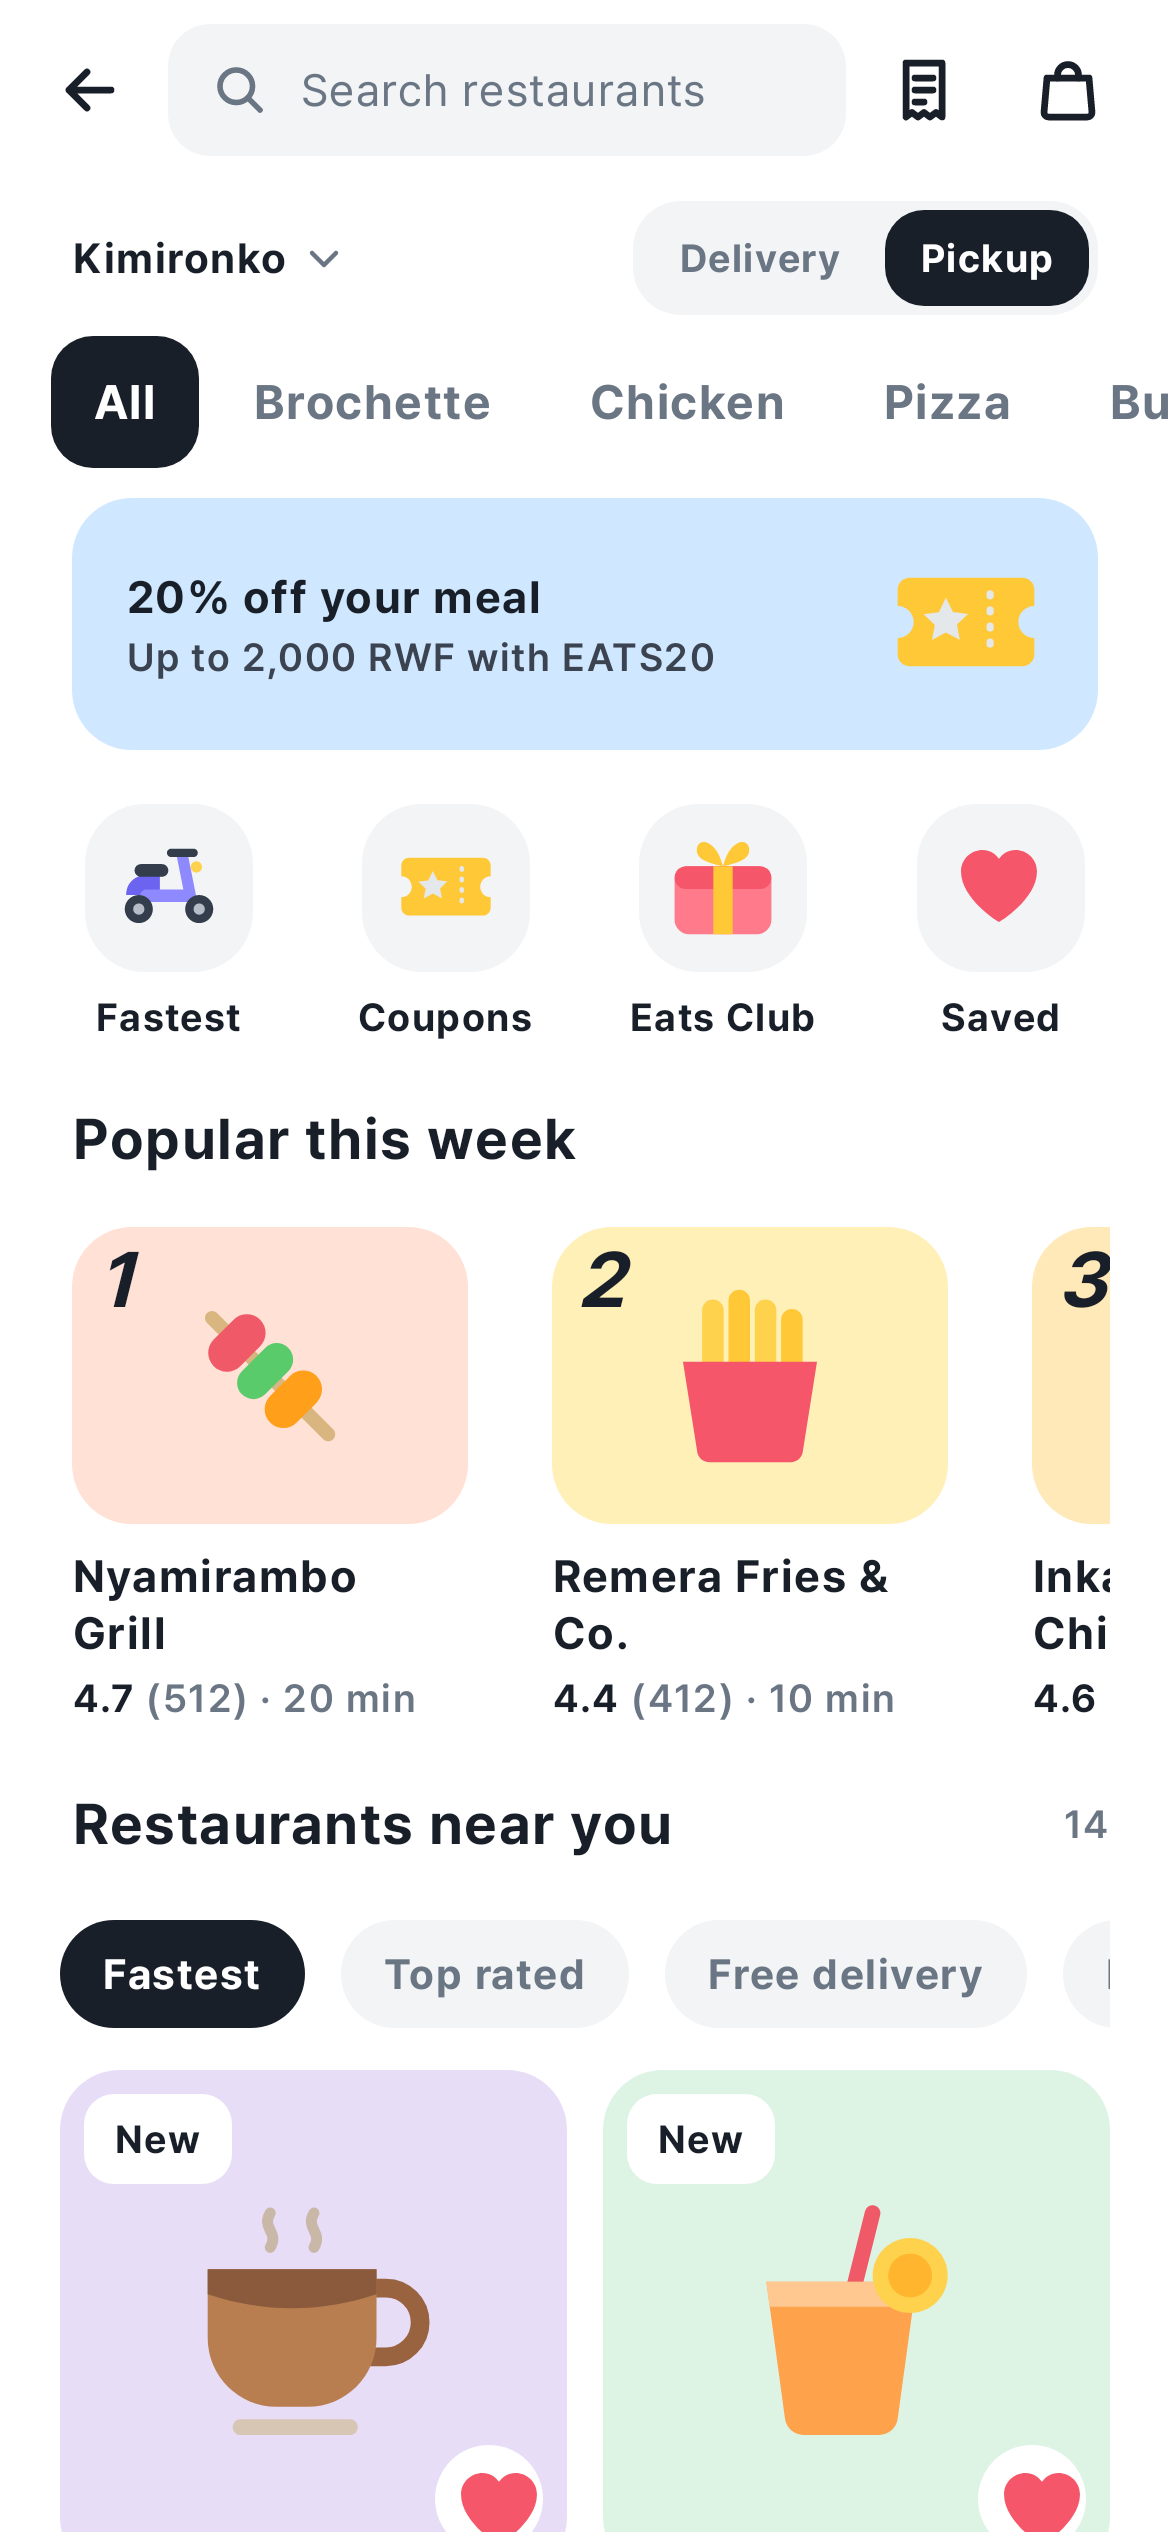 Search restaurants
Kimironko
Delivery
Pickup
All
Brochette
Chicken
Pizza
Bu
20% off your meal
Up to 2,000 RWF with EATS20
Fastest
Coupons
Eats Club
Saved
Popular this week
1
2
3
Nyamirambo
Grill
4.7 (512) · 20 min
Remera Fries &
Co.
4.4 (412) · 10 min
Inka
Chi
4.6
Restaurants near you
14
Fastest
Top rated
Free delivery
New
New